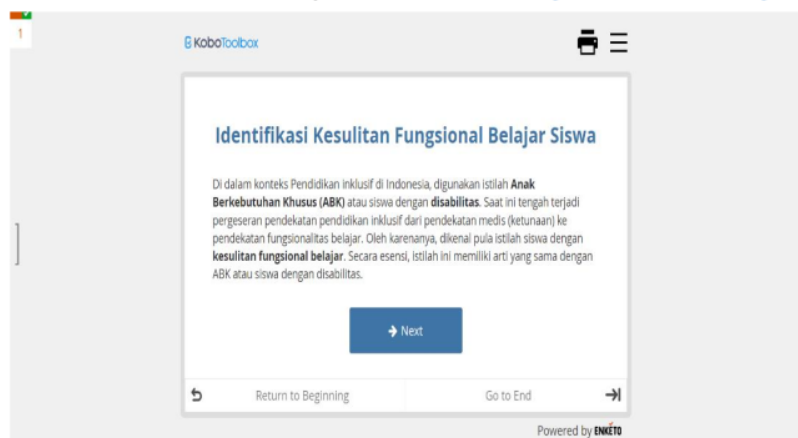 1
KoboToolbox
Identifikasi Kesulitan Fungsional Belajar Siswa
Di dalam konteks Pendidikan inklusif di Indonesia, digunakan istilah Anak
Berkebutuhan Khusus (ABK) atau siswa dengan disabilitas. Saat ini tengah terjadi
pergeseran pendekatan pendidikan inklusif dari pendekatan medis (ketunaan) ke
pendekatan fungsionalitas belajar. Oleh karenanya, dikenal pula istilah siswa dengan
kesulitan fungsional belajar. Secara esensi, istilah ini memiliki arti yang sama dengan
ABK atau siswa dengan disabilitas.
Next
Return to Beginning
Go to End
Powered by ENKETO